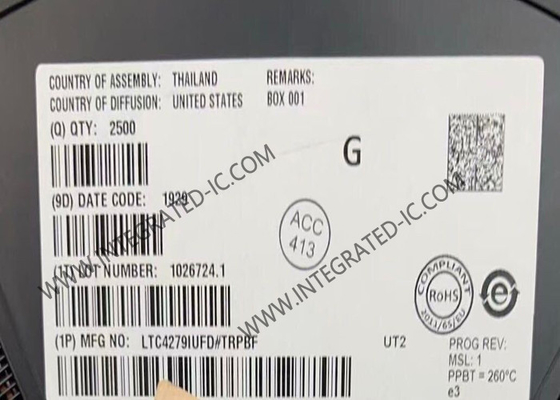 COUNTRY OF ASSEMBLY: THAILAND REMARKS:
COUNTRY OF DIFFUSION: UNITED STATES BOX 001
(Q) QTY: 2500
G
(9D) DATE CODE: 1929
ACC
413
(1T) LOT NUMBER: 1026724.1
COMPLIANT
RoHS
2011/65/EU
e
(1P) MFG NO: LTC4279IUFD#TRPBF
UT2
PROG REV:
MSL: 1
PPBT = 260°C
e3
WWW.INTEGRATED-IC.COM
WWW.INTEGRATED-IC.COM